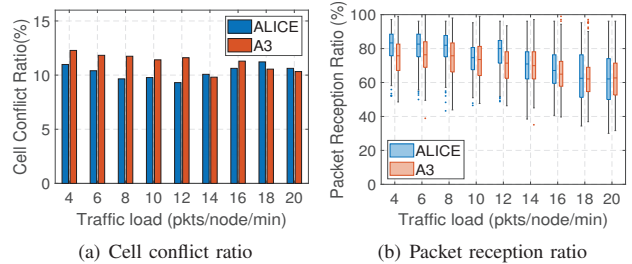 Cell Conflict Ratio(%)
15
10
5
0
ALICE
A3
4 6 8 10 12 14 16 18 20
Traffic load (pkts/node/min)
(a) Cell conflict ratio
Packet Reception Ratio (%)
100
80
60
40
20
0
ALICE
A3
4 6 8 10 12 14 16 18 20
Traffic load (pkts/node/min)
(b) Packet reception ratio